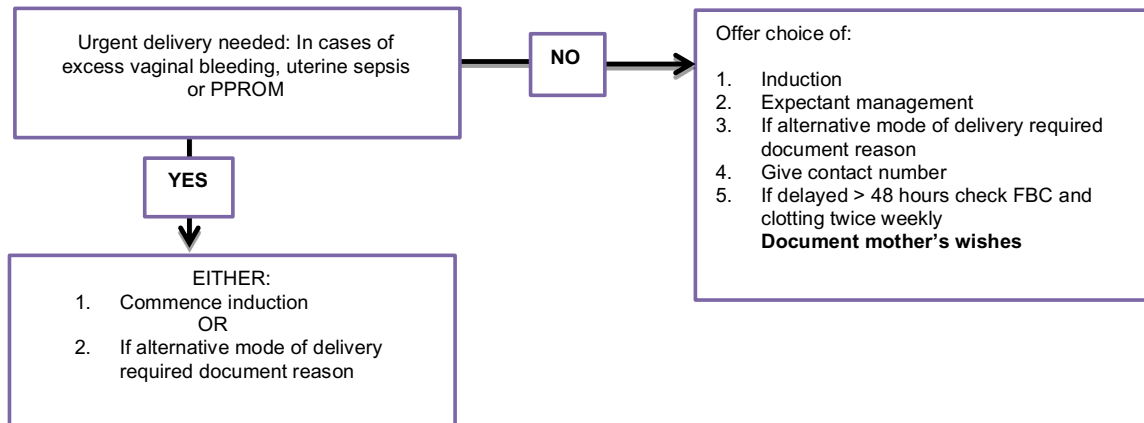 Urgent delivery needed: In cases of
excess vaginal bleeding, uterine sepsis
or PPROM
NO
Offer choice of:
1. Induction
2. Expectant management
3. If alternative mode of delivery required
document reason
4. Give contact number
5. If delayed > 48 hours check FBC and
clotting twice weekly
Document mother's wishes
YES
EITHER:
1. Commence induction
OR
2. If alternative mode of delivery
required document reason